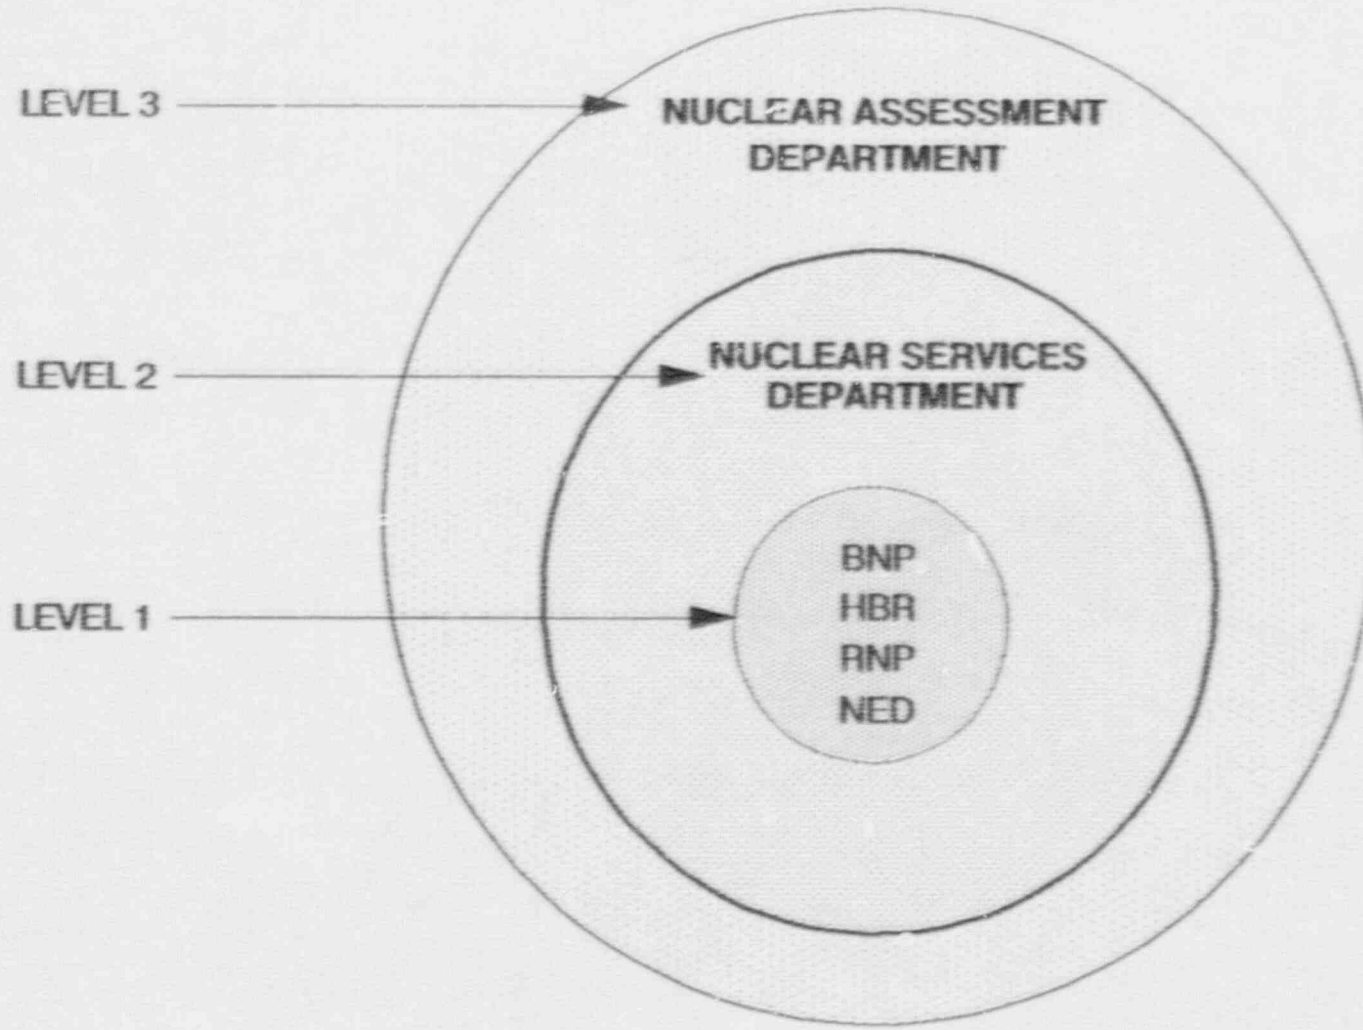 LEVEL 3
NUCLEAR ASSESSMENT
DEPARTMENT
LEVEL 2
NUCLEAR SERVICES
DEPARTMENT
LEVEL 1
BNP
HBR
RNP
NED